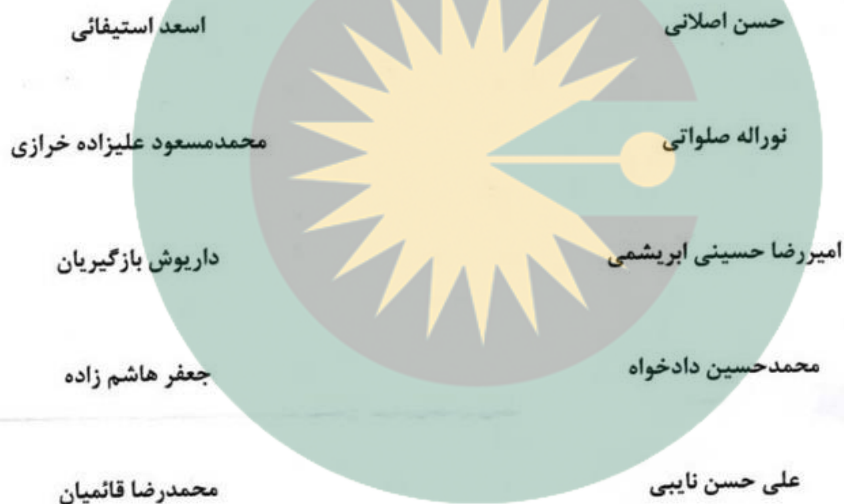 حسن اصلانی
اسعد استیفائی
نوراله صلواتی
محمدمسعود علیزاده خرازی
امیررضا حسینی ابریشمی
داریوش بازگیریان
محمدحسین دادخواه
جعفر هاشم زاده
علی حسن نایبی
محمدرضا قائمیان